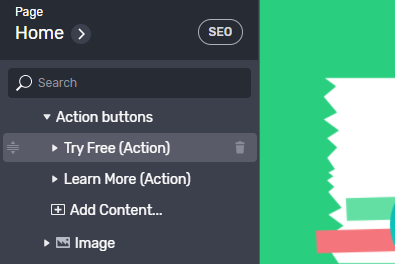 Page
Home
SEO
Search
Action buttons
Try Free (Action)
Learn More (Action)
Add Content...
Image